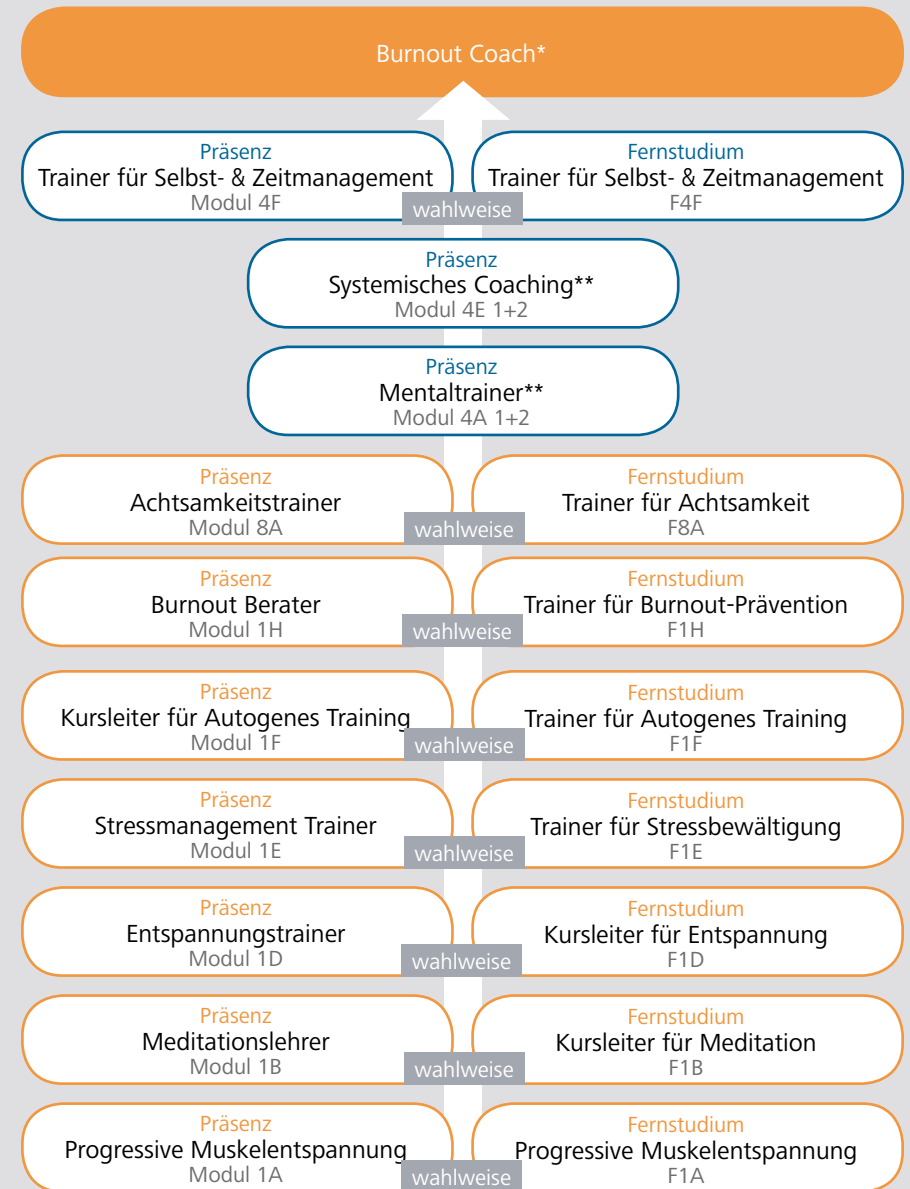 Burnout Coach*
Präsenz
Trainer für Selbst- & Zeitmanagement
Modul 4F
wahlweise
Fernstudium
Trainer für Selbst- & Zeitmanagement
F4F
Präsenz
Systemisches Coaching**
Modul 4E 1+2
Präsenz
Mentaltrainer**
Modul 4A 1+2
Präsenz
Achtsamkeitstrainer
Modul 8A
wahlweise
Fernstudium
Trainer für Achtsamkeit
F8A
Präsenz
Burnout Berater
Modul 1H
wahlweise
Fernstudium
Trainer für Burnout-Prävention
F1H
Präsenz
Kursleiter für Autogenes Training
Modul 1F
wahlweise
Fernstudium
Trainer für Autogenes Training
F1F
Präsenz
Stressmanagement Trainer
Modul 1E
wahlweise
Fernstudium
Trainer für Stressbewältigung
F1E
Präsenz
Entspannungstrainer
Modul 1D
wahlweise
Fernstudium
Kursleiter für Entspannung
F1D
Präsenz
Meditationslehrer
Modul 1B
wahlweise
Fernstudium
Kursleiter für Meditation
F1B
Präsenz
Progressive Muskelentspannung
Modul 1A
wahlweise
Fernstudium
Progressive Muskelentspannung
F1A